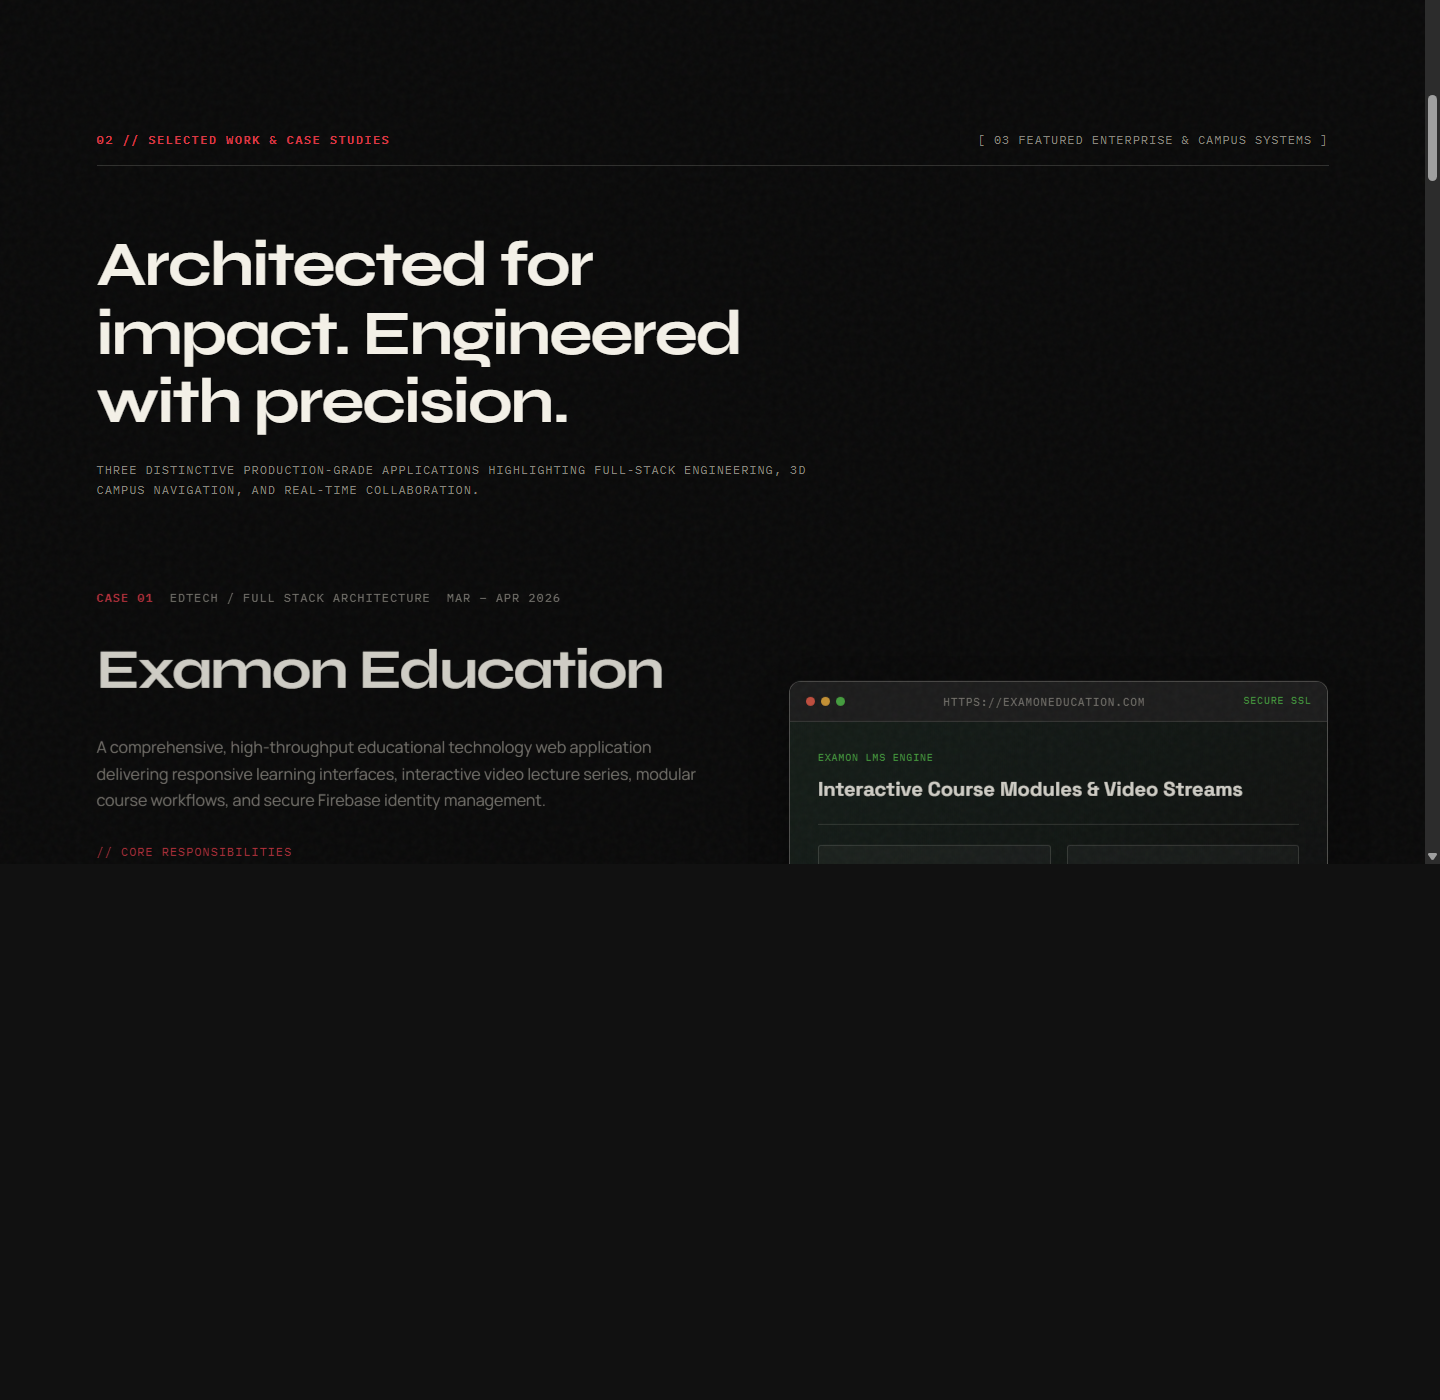 02 // SELECTED WORK & CASE STUDIES
[ 03 FEATURED ENTERPRISE & CAMPUS SYSTEMS ]
Architected for
impact. Engineered
with precision.
THREE DISTINCTIVE PRODUCTION-GRADE APPLICATIONS HIGHLIGHTING FULL-STACK ENGINEERING, 3D
CAMPUS NAVIGATION, AND REAL-TIME COLLABORATION.
CASE 01 EDTECH / FULL STACK ARCHITECTURE MAR – APR 2026
Examon Education
A comprehensive, high-throughput educational technology web application
delivering responsive learning interfaces, interactive video lecture series, modular
course workflows, and secure Firebase identity management.
// CORE RESPONSIBILITIES
HTTPS://EXAMONEDUCATION.COM
SECURE SSL
EXAMON LMS ENGINE
Interactive Course Modules & Video Streams